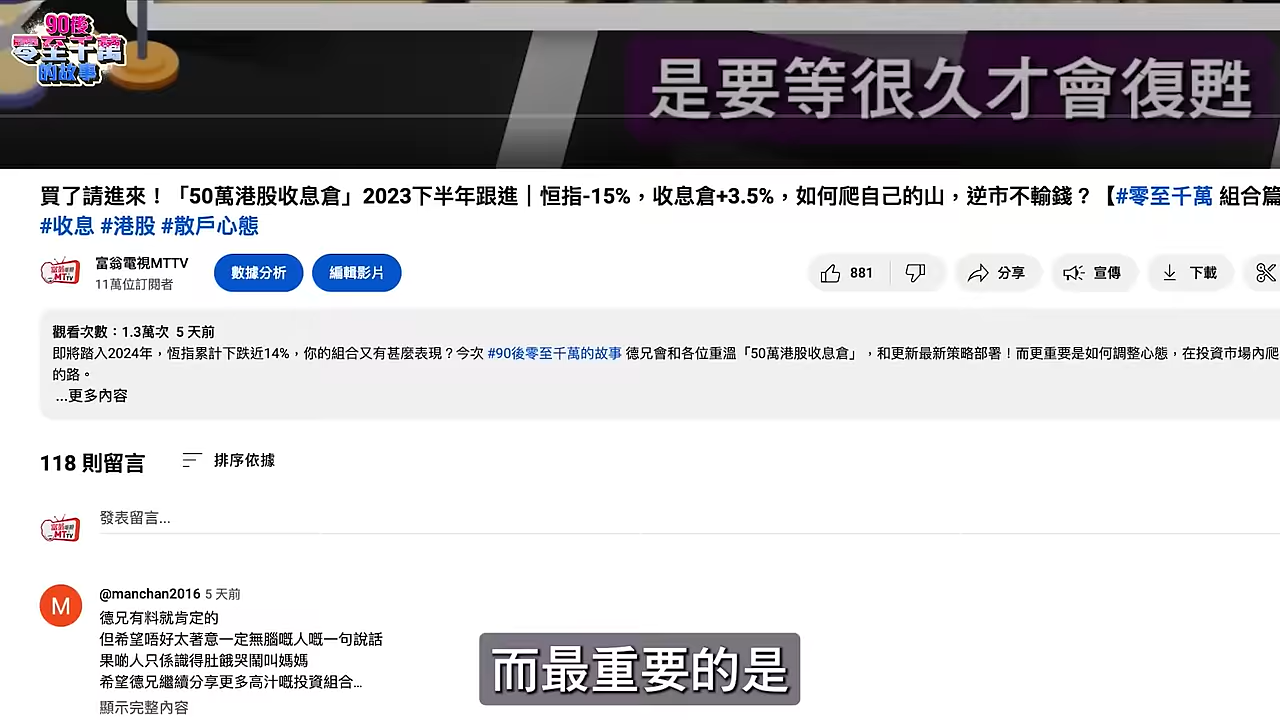 90後
零至千萬
的故事
是要等很久才會復甦
買了請進來！「50萬港股收息倉」2023下半年跟進｜恒指-15%，收息倉+3.5%，如何爬自己的山，逆市不輸錢？【#零至千萬 組合篇
#收息 #港股 #散戶心態
富翁電視MTTV
11萬位訂閱者
數據分析
編輯影片
881
分享
宣傳
下載
觀看次數：1.3萬次 5 天前
即將踏入2024年，恆指累計下跌近14%，你的組合又有甚麼表現？今次 #90後零至千萬的故事 德兄會和各位重溫「50萬港股收息倉」，和更新最新策略部署！而更重要是如何調整心態，在投資市場內爬
的路。
...更多內容
118 則留言
排序依據
發表留言...
M
@manchan2016 5 天前
德兄有料就肯定的
但希望唔好太著意一定無腦嘅人嘅一句說話
果啲人只係識得肚餓哭鬧叫媽媽
希望德兄繼續分享更多高汁嘅投資組合...
顯示完整內容
而最重要的是